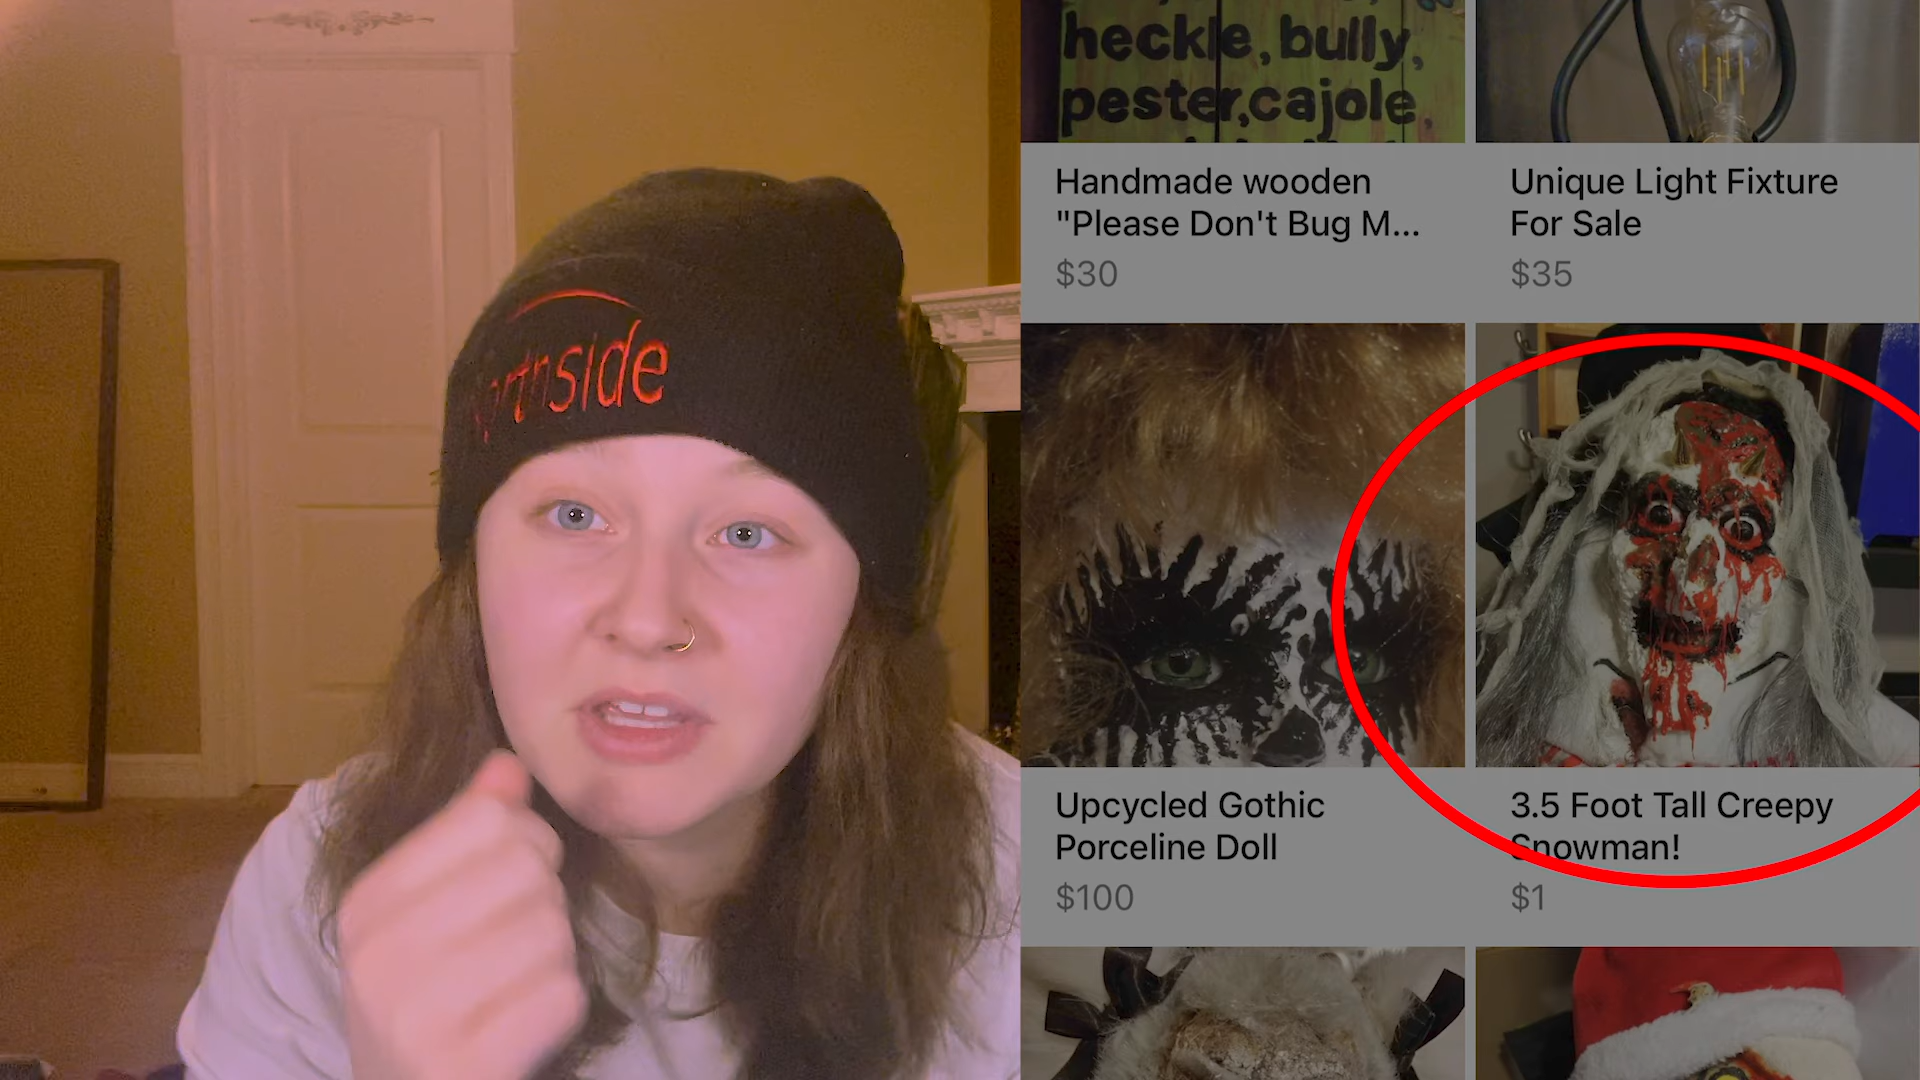 heckle, bully,
pester,cajole,
Handmade wooden
"Please Don't Bug M...
$30
Unique Light Fixture
For Sale
$35
Upcycled Gothic
Porceline Doll
$100
3.5 Foot Tall Creepy
Snowman!
$1